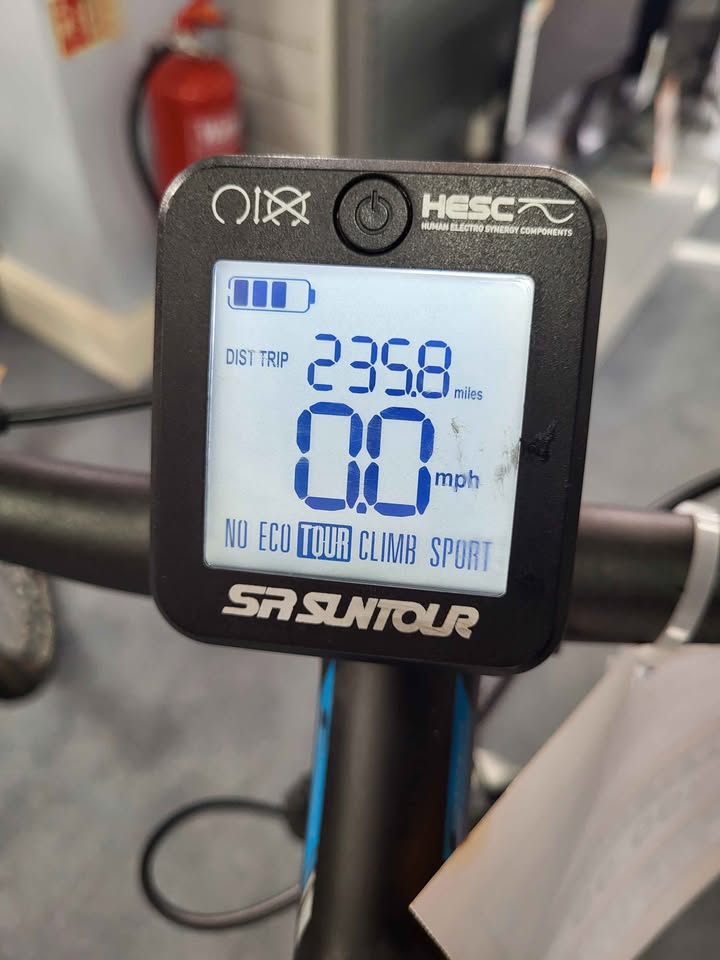 HESC
HUMAN ELECTRO SYNERGY COMPONENTS
DIST TRIP 235.8 miles
0.0 mph
NO ECO TOUR CLIMB SPORT
SR SUNTOUR